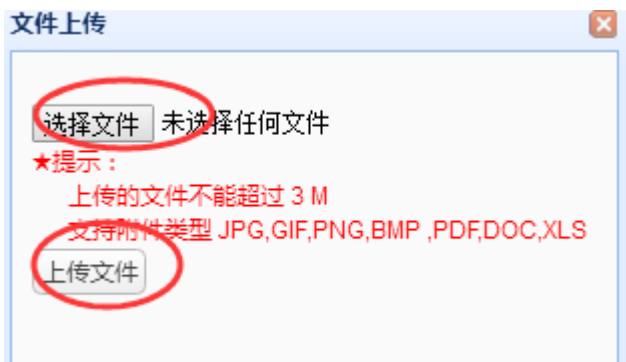 文件上传
选择文件 未选择任何文件
★提示：
上传的文件不能超过 3 M
支持附件类型 JPG,GIF,PNG,BMP ,PDF,DOC,XLS
上传文件